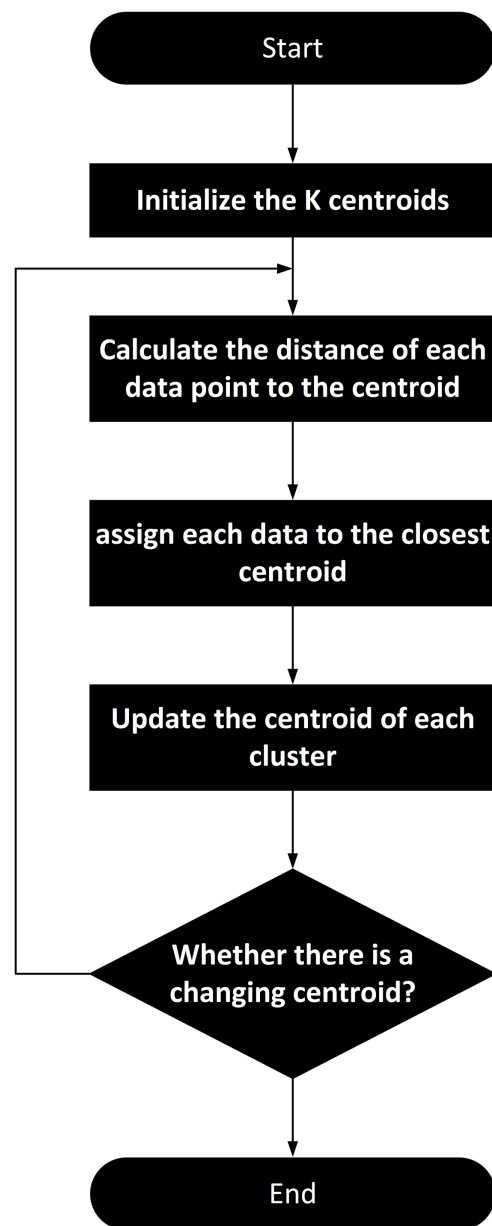 Start
Initialize the K centroids
Calculate the distance of each
data point to the centroid
assign each data to the closest
centroid
Update the centroid of each
cluster
Whether there is a
changing centroid?
End